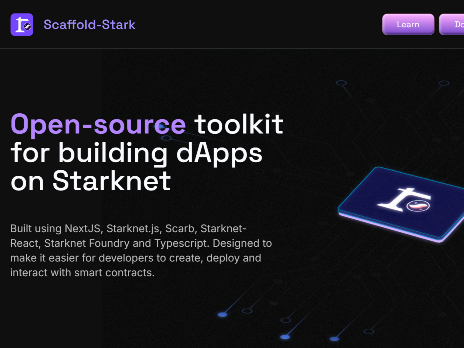 Scaffold-Stark
Learn
Open-source toolkit
for building dApps
on Starknet
Built using NextJS, Starknet.js, Scarb, Starknet-
React, Starknet Foundry and Typescript. Designed to
make it easier for developers to create, deploy and
interact with smart contracts.